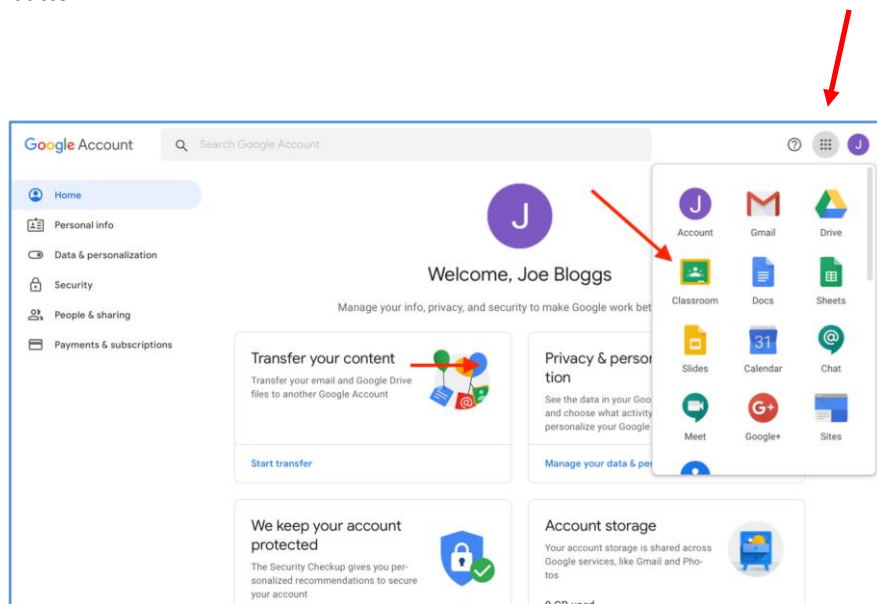 Google Account
Search Google Account
J
Home
Personal info
Data & personalization
Security
People & sharing
Payments & subscriptions
J
Welcome, Joe Bloggs
Manage your info, privacy, and security to make Google work bet
Transfer your content
Transfer your email and Google Drive
files to another Google Account
Start transfer
Privacy & person
tion
See the data in your Goo
and choose what activity
personalize your Google
Manage your data & per
We keep your account
protected
The Security Checkup gives you per-
sonalized recommendations to secure
your account
Account storage
Your account storage is shared across
Google services, like Gmail and Pho-
tos
J
Account
Gmail
Drive
Classroom
Docs
Sheets
Slides
31
Calendar
Chat
Meet
G+
Google+
Sites